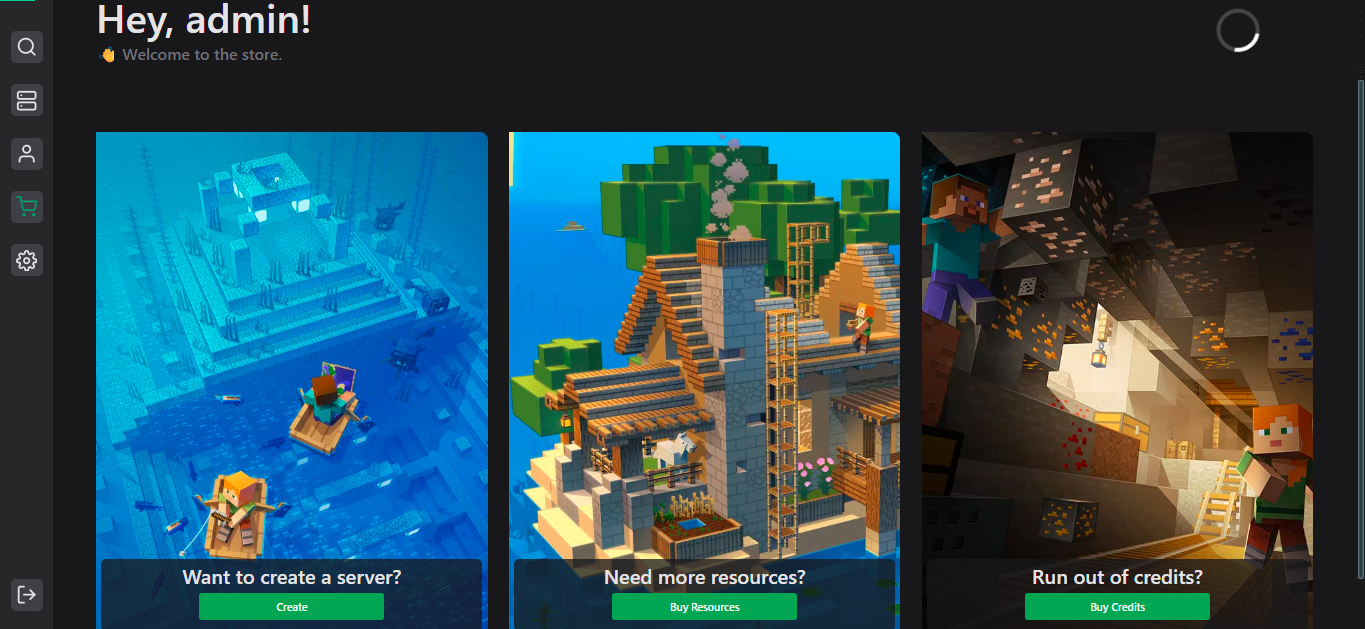 Hey, admin!
👋 Welcome to the store.
Want to create a server?
Create
Need more resources?
Buy Resources
Run out of credits?
Buy Credits